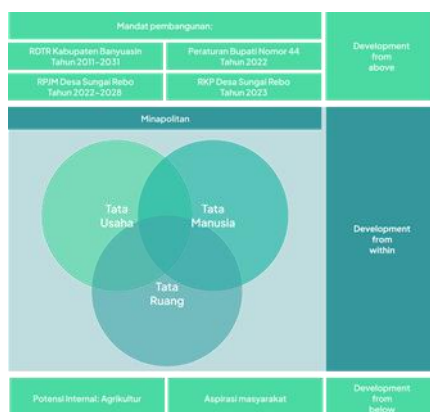 Mandat pembangunan:
RDTR Kabupaten Banyuasin
Tahun 2011-2031
Peraturan Bupati Nomor 44
Tahun 2022
Development
from
above
RPJM Desa Sungai Rebo
Tahun 2022-2028
RKP Desa Sungai Rebo
Tahun 2023
Minapolitan
Tata
Usaha
Tata
Manusia
Tata
Ruang
Development
from
within
Potensi Internal: Agrikultur
Aspirasi masyarakat
Development
from
below